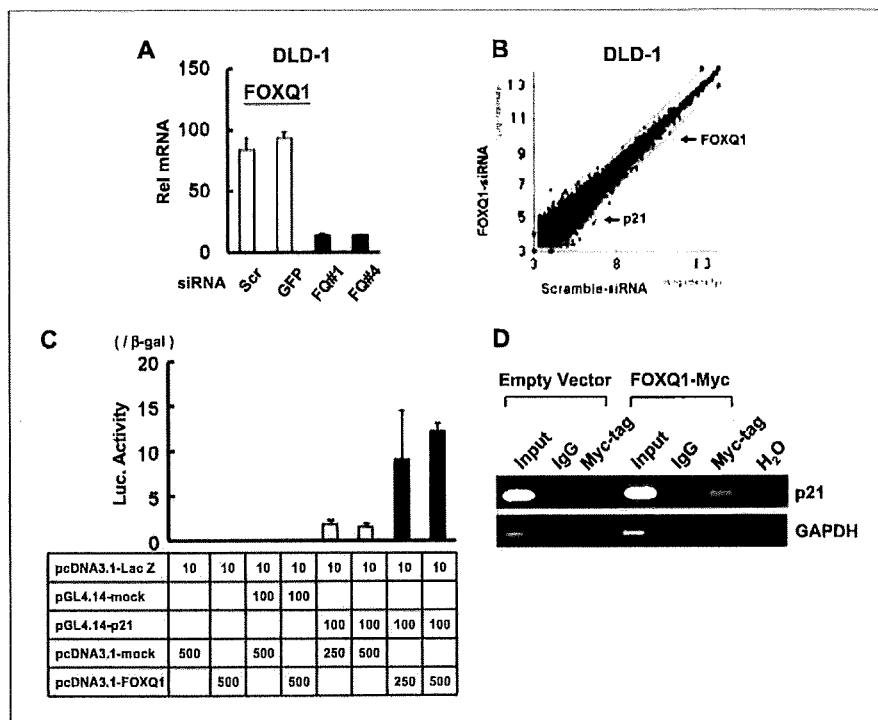 A
DLD-1
150
100
50
0
Rel mRNA
FOXQ1
siRNA
Scr
GFP
FQ#1
FQ#4
B
DLD-1
13
11
9
7
5
3
FOXQ1-siRNA
FOXQ1
p21
3
8
13
Scramble-siRNA
C
( / β-gal)
20
15
10
5
0
Luc. Activity
pcDNA3.1-Lac Z 10 10 10 10 10 10 10 10
pGL4.14-mock 100 100
pGL4.14-p21 100 100 100 100
pcDNA3.1-mock 500 500 250 500
pcDNA3.1-FOXQ1 500 500 250 500
D
Empty Vector FOXQ1-Myc
Input IgG Myc-tag Input IgG Myc-tag H₂O
p21
GAPDH